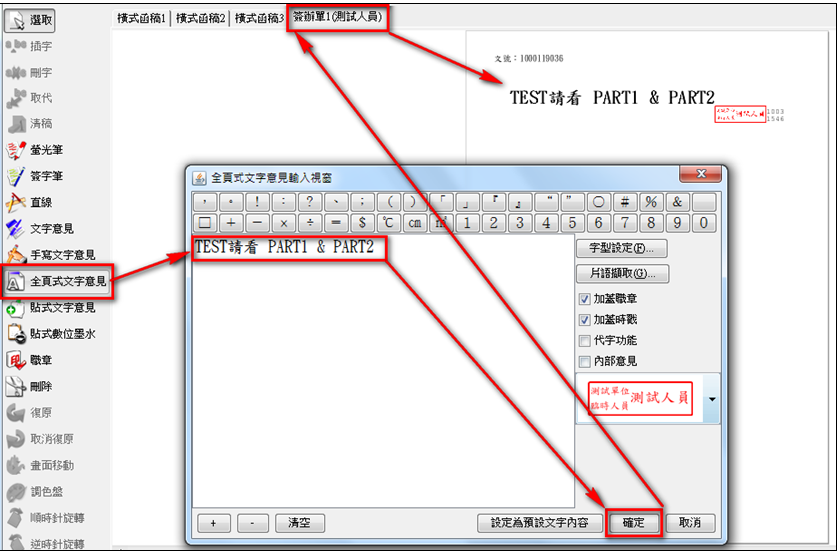 選取
插字
刪字
取代
清稿
螢光筆
簽字筆
直線
文字意見
手寫文字意見
全頁式文字意見
貼式文字意見
貼式數位墨水
職章
刪除
復原
取消復原
畫面移動
調色盤
順時針旋轉
逆時針旋轉
橫式函稿1 橫式函稿2 橫式函稿3 簽辦單1(測試人員)
文號：1000119036
TEST請看 PART1 & PART2
測試人員 1003
1546
全頁式文字意見輸入視窗
， 。 ！ ： ？ 、 ； （ ） 「 」 『 』 “ ” ○ # % &
□ ＋ － × ÷ ＝ $ ℃ ㎝ ㎡ 1 2 3 4 5 6 7 8 9 0
TEST請看 PART1 & PART2
字型設定(F)...
片語擷取(G)...
加蓋職章
加蓋時戳
代字功能
內部意見
測試單位
臨時人員 測試人員
+ - 清空 設定為預設文字內容 確定 取消